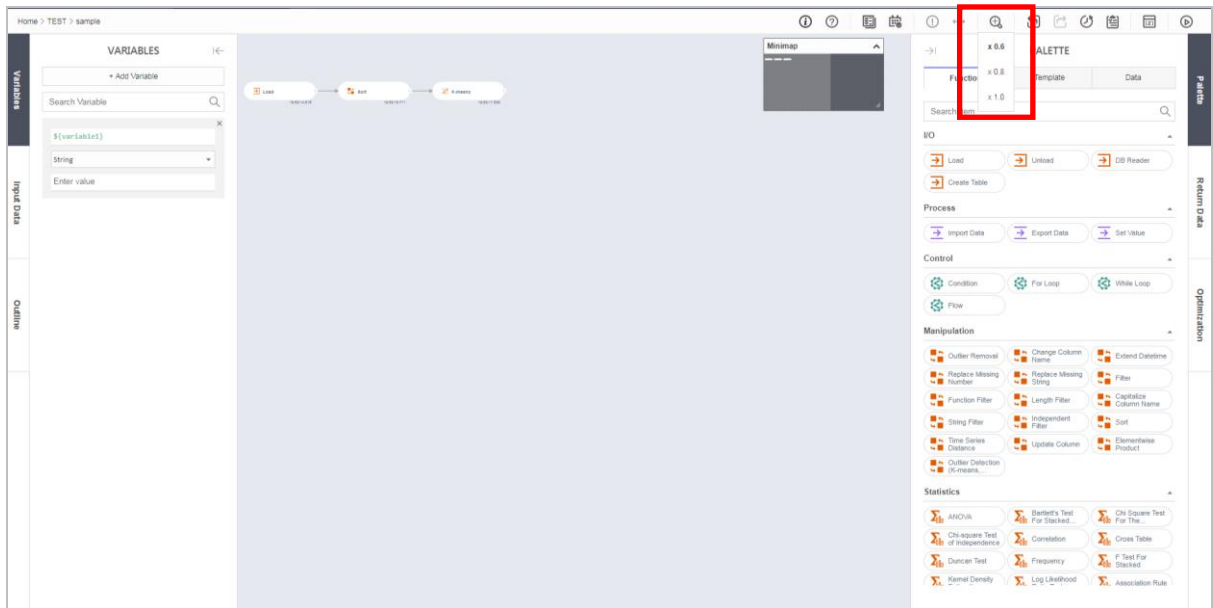 Home > TEST > sample
Variables
Input Data
Outline
VARIABLES
+ Add Variable
Search Variable
${variable1}
String
Enter value
Load
Sort
K-means
Minimap
x 0.6
x 0.8
x 1.0
PALETTE
Functio
Template
Data
Search Item
I/O
Load
Unload
DB Reader
Create Table
Process
Import Data
Export Data
Set Value
Control
Condition
For Loop
While Loop
Flow
Manipulation
Outlier Removal
Change Column
Name
Extend Datetime
Replace Missing
Number
Replace Missing
String
Filter
Function Filter
Length Filter
Capitalize
Column Name
String Filter
Independent
Filter
Sort
Time Series
Distance
Update Column
Elementwise
Product
Outlier Detection
(K-means,...
Statistics
ANOVA
Bartlett's Test
For Stacked...
Chi Square Test
For The...
Chi-square Test
of Independence
Correlation
Cross Table
Duncan Test
Frequency
F Test For
Stacked
Kernel Density
Log Likelihood
Association Rule
Palette
Return Data
Optimization